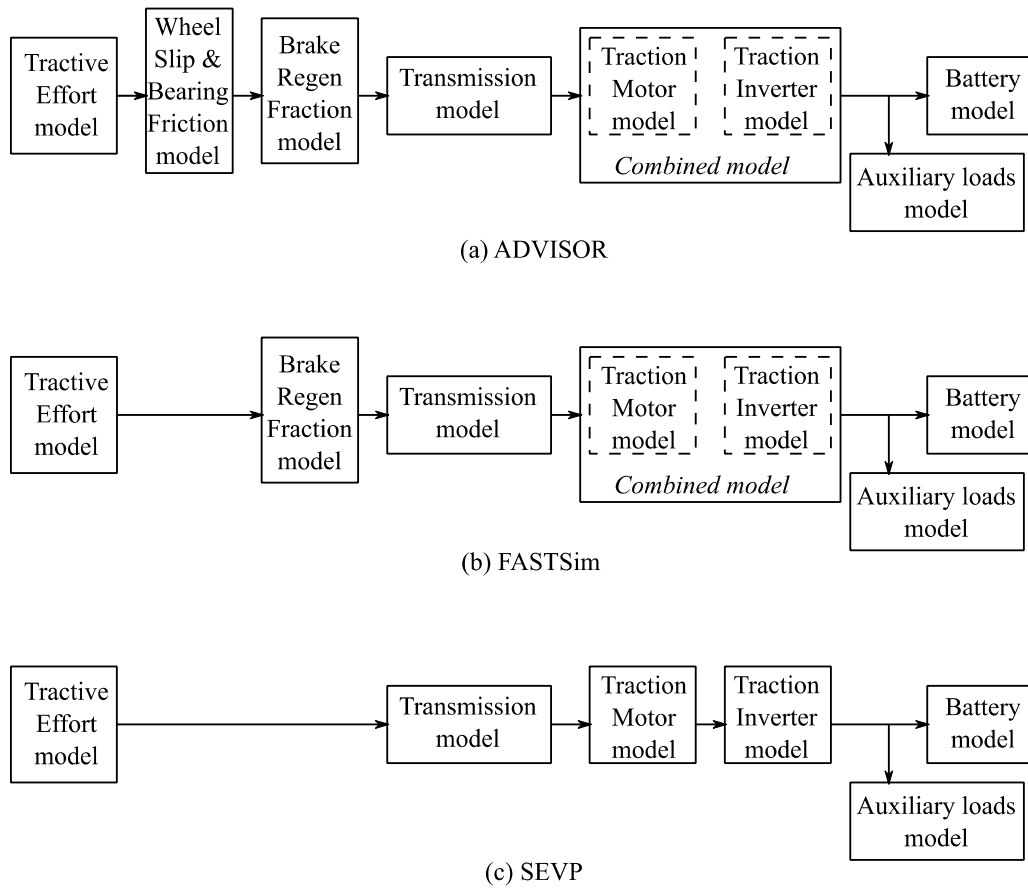 Tractive
Effort
model
Wheel
Slip &
Bearing
Friction
model
Brake
Regen
Fraction
model
Transmission
model
Traction
Motor
model
Traction
Inverter
model
Combined model
Battery
model
Auxiliary loads
model
(a) ADVISOR
Tractive
Effort
model
Brake
Regen
Fraction
model
Transmission
model
Traction
Motor
model
Traction
Inverter
model
Combined model
Battery
model
Auxiliary loads
model
(b) FASTSim
Tractive
Effort
model
Transmission
model
Traction
Motor
model
Traction
Inverter
model
Battery
model
Auxiliary loads
model
(c) SEVP